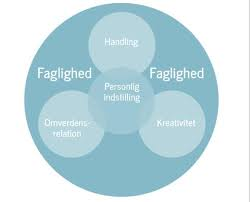 Handling
Faglighed Faglighed
Personlig
indstilling
Omverdens-
relation
Kreativitet